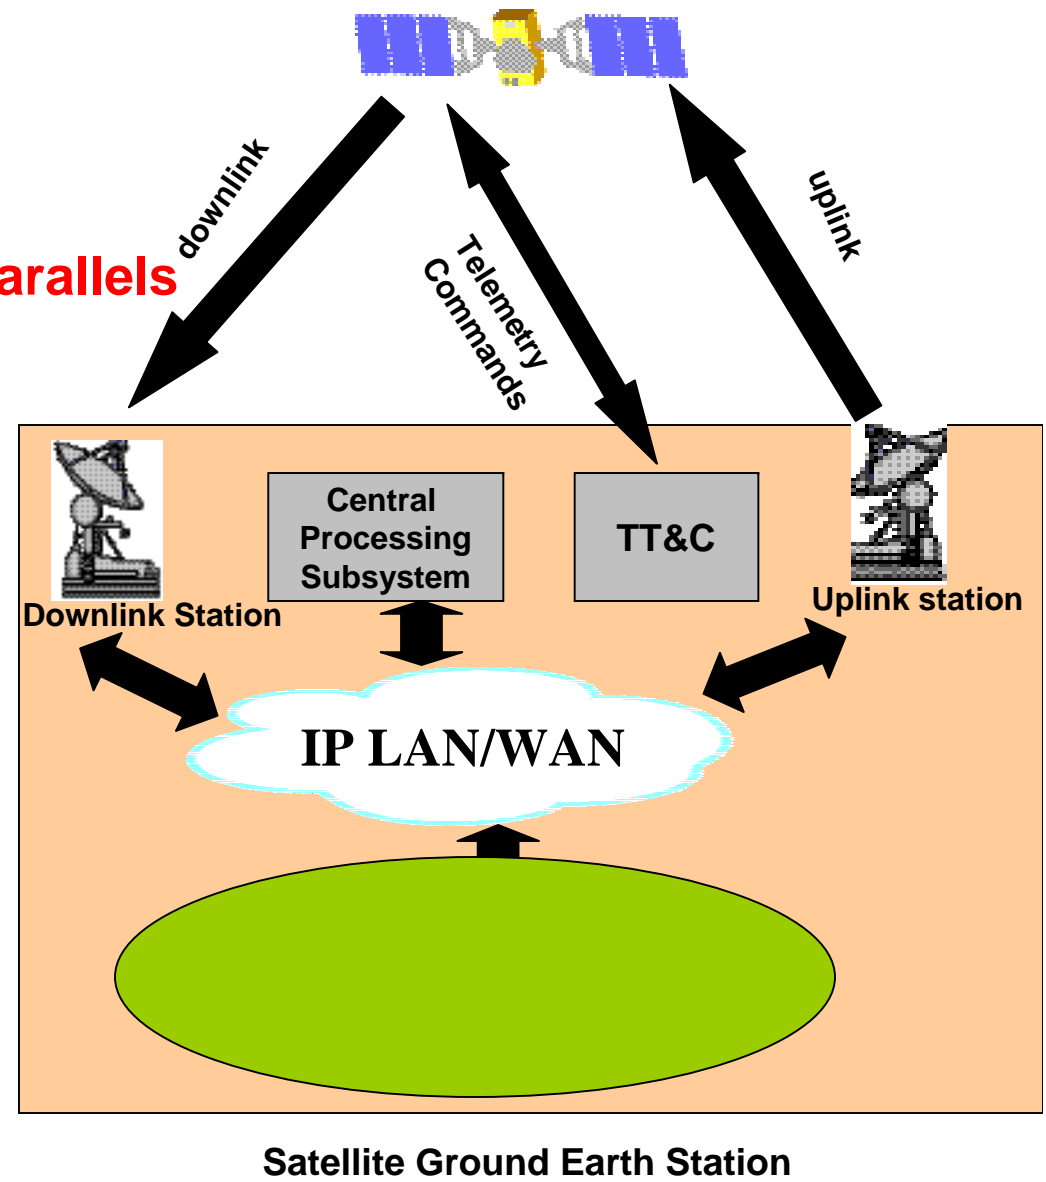 downlink
uplink
arallels
Telemetry
Commands
Central
Processing
Subsystem
TT&C
Downlink Station
Uplink station
IP LAN/WAN
Satellite Ground Earth Station